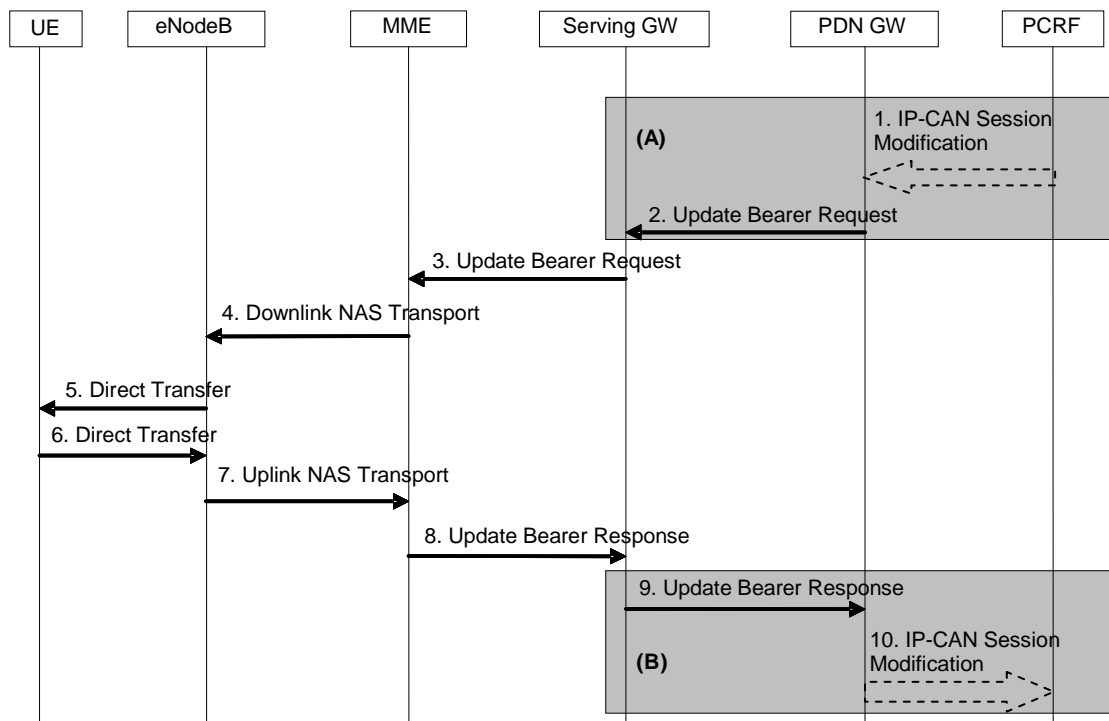 UE
eNodeB
MME
Serving GW
PDN GW
PCRF
(A)
1. IP-CAN Session
Modification
2. Update Bearer Request
3. Update Bearer Request
4. Downlink NAS Transport
5. Direct Transfer
6. Direct Transfer
7. Uplink NAS Transport
8. Update Bearer Response
9. Update Bearer Response
(B)
10. IP-CAN Session
Modification